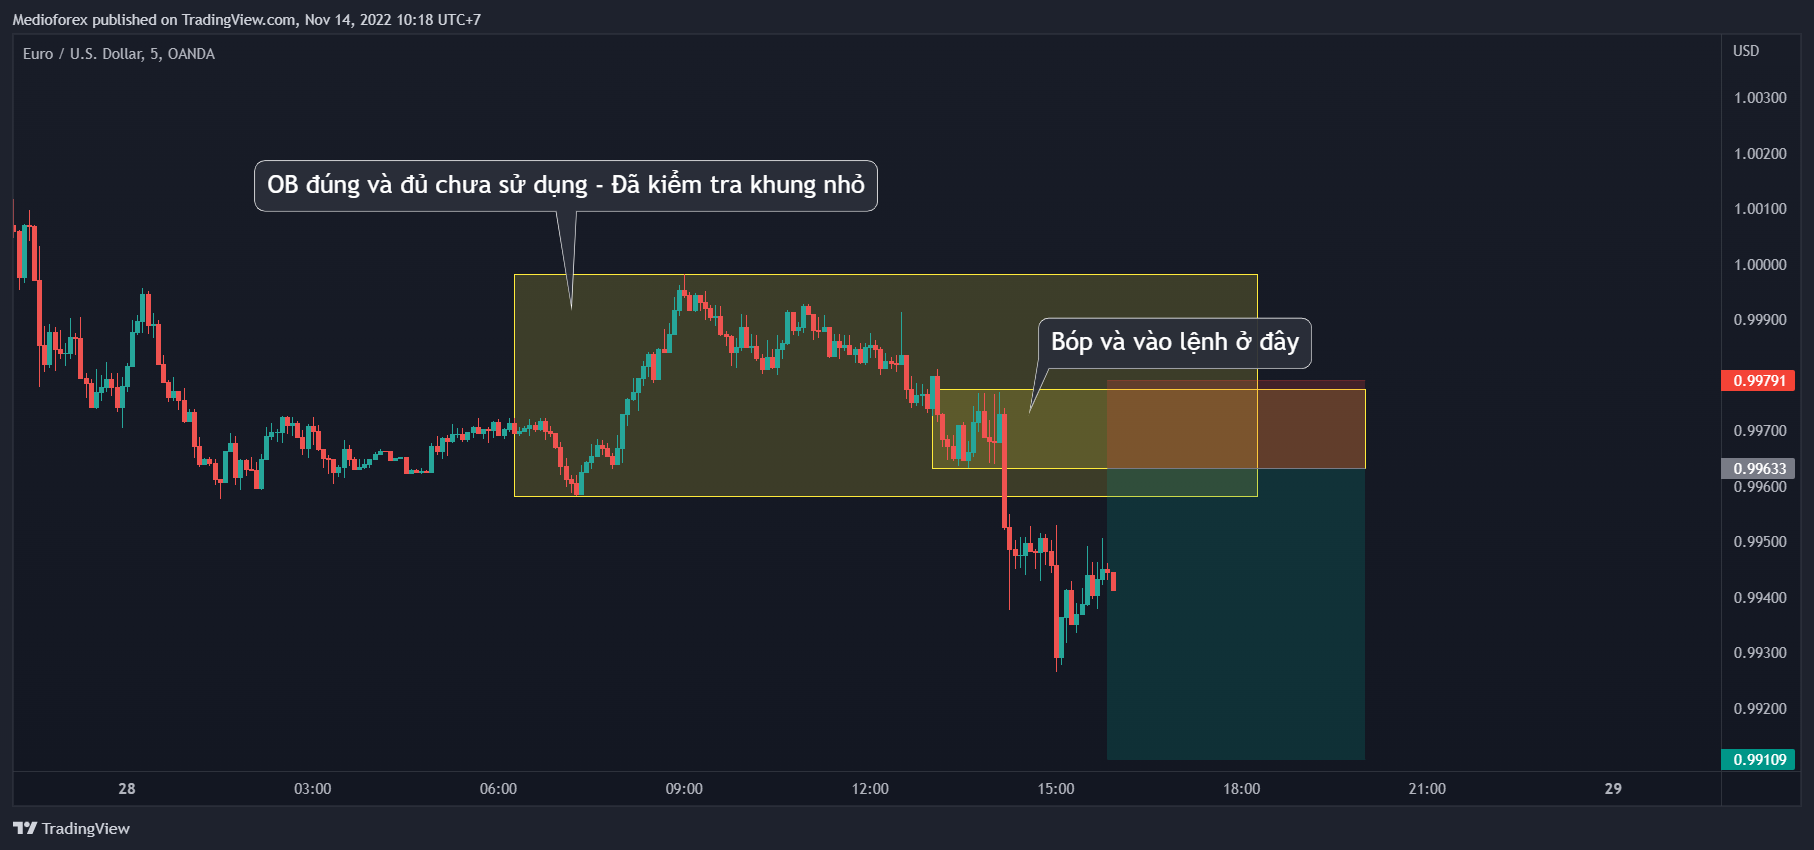 Medioforex published on TradingView.com, Nov 14, 2022 10:18 UTC+7
Euro / U.S. Dollar, 5, OANDA
USD
1.00300
1.00200
OB đúng và đủ chưa sử dụng - Đã kiểm tra khung nhỏ
1.00100
1.00000
0.99900
Bóp và vào lệnh ở đây
0.99791
0.99700
0.99633
0.99600
0.99500
0.99400
0.99300
0.99200
0.99109
28 03:00 06:00 09:00 12:00 15:00 18:00 21:00 29
TradingView